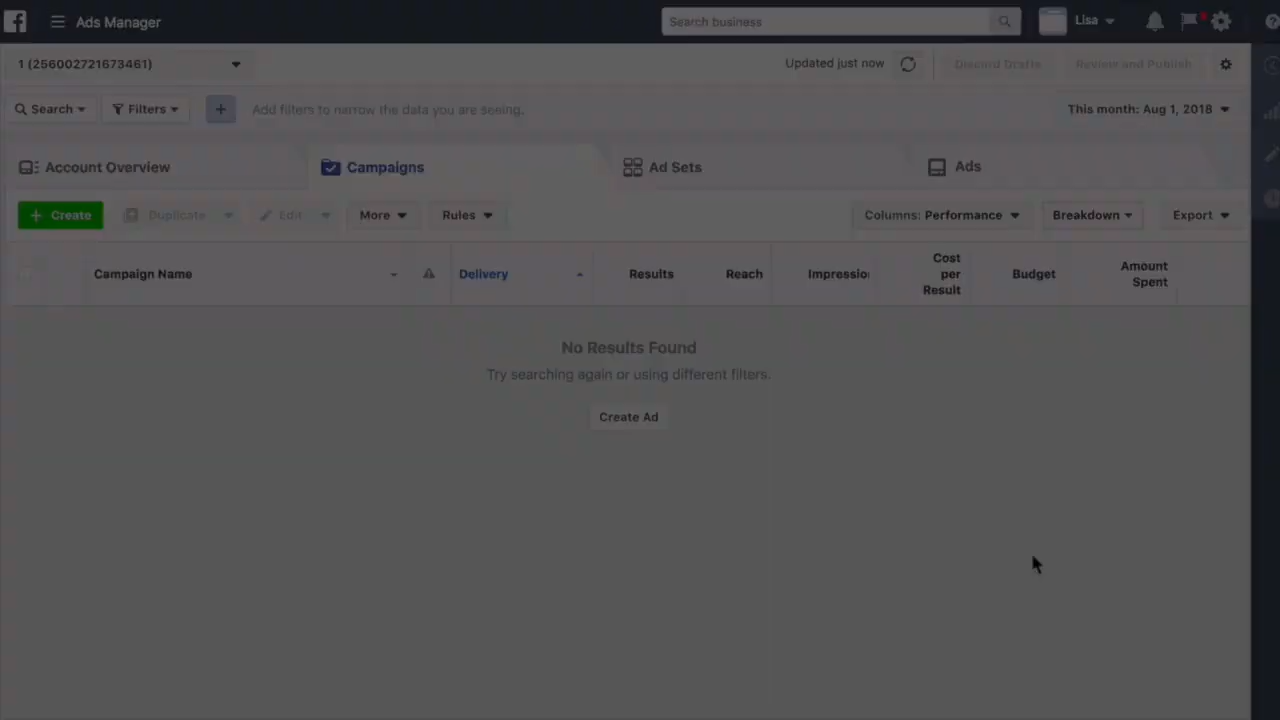 Ads Manager
Search business
Lisa
1 (256002721673461)
Updated just now
Discard Drafts
Review and Publish
Search
Filters
Add filters to narrow the data you are seeing.
This month: Aug 1, 2018
Account Overview
Campaigns
Ad Sets
Ads
+ Create
Duplicate
Edit
More
Rules
Columns: Performance
Breakdown
Export
Campaign Name
Delivery
Results
Reach
Impressio
Cost
per
Result
Budget
Amount
Spent
No Results Found
Try searching again or using different filters.
Create Ad